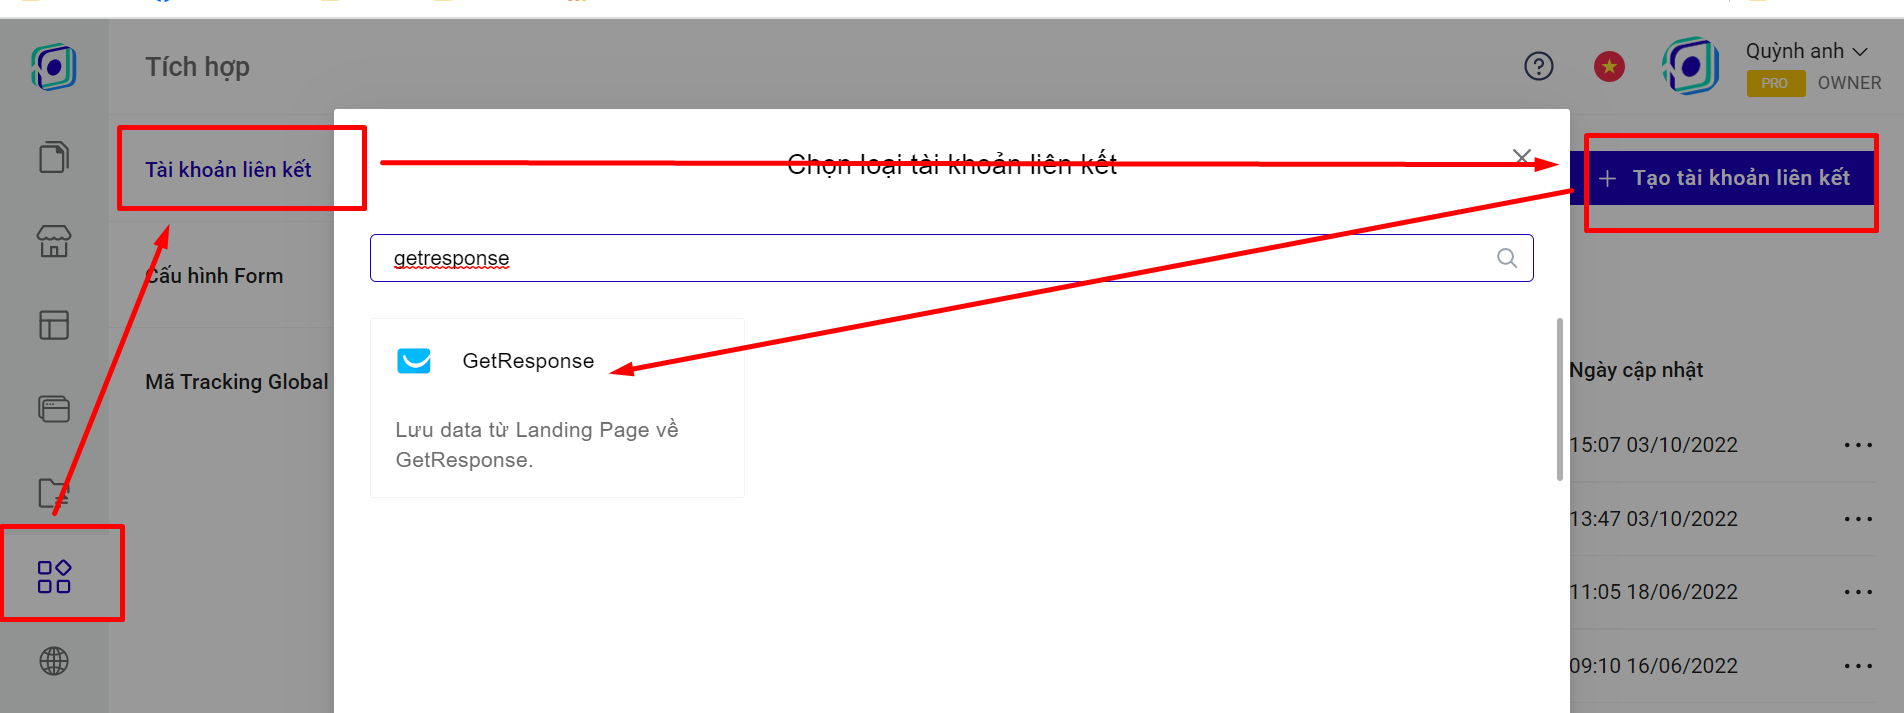 Tích hợp
Quỳnh anh
PRO
OWNER
Tài khoản liên kết
Chọn loại tài khoản liên kết
+ Tạo tài khoản liên kết
getresponse
Cấu hình Form
GetResponse
Mã Tracking Global
Ngày cập nhật
Lưu data từ Landing Page về
GetResponse.
15:07 03/10/2022
13:47 03/10/2022
11:05 18/06/2022
09:10 16/06/2022